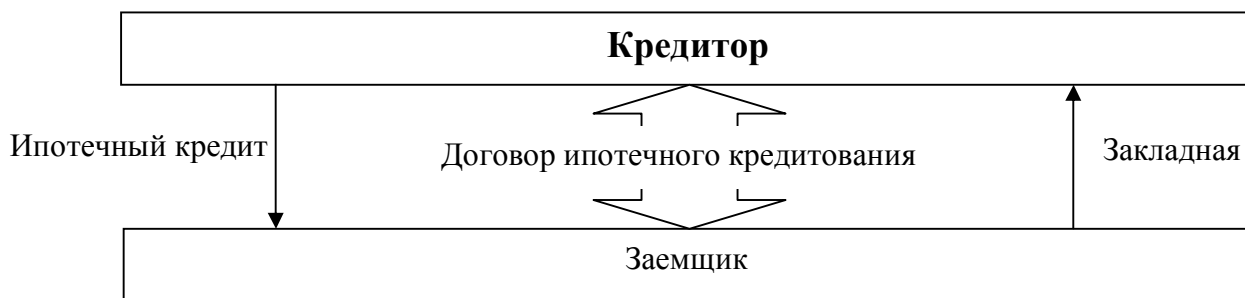 Кредитор
Ипотечный кредит
Договор ипотечного кредитования
Закладная
Заемщик